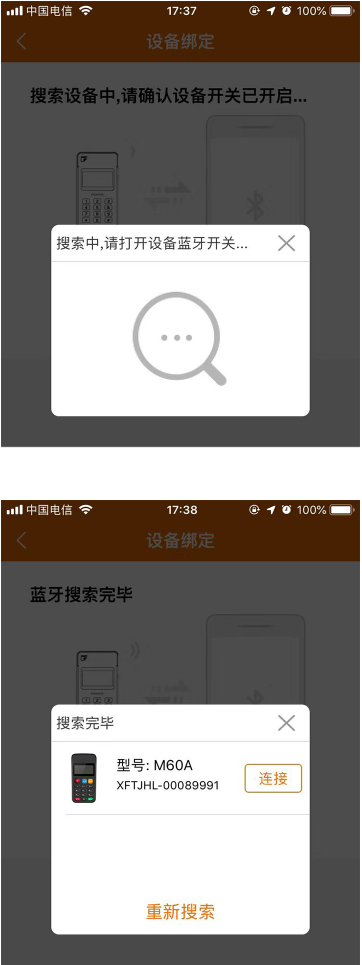 中国电信 17:37 100%
设备绑定
搜索设备中,请确认设备开关已开启...
搜索中,请打开设备蓝牙开关...
中国电信 17:38 100%
设备绑定
蓝牙搜索完毕
搜索完毕
型号: M60A
XFTJHL-00089991
连接
重新搜索